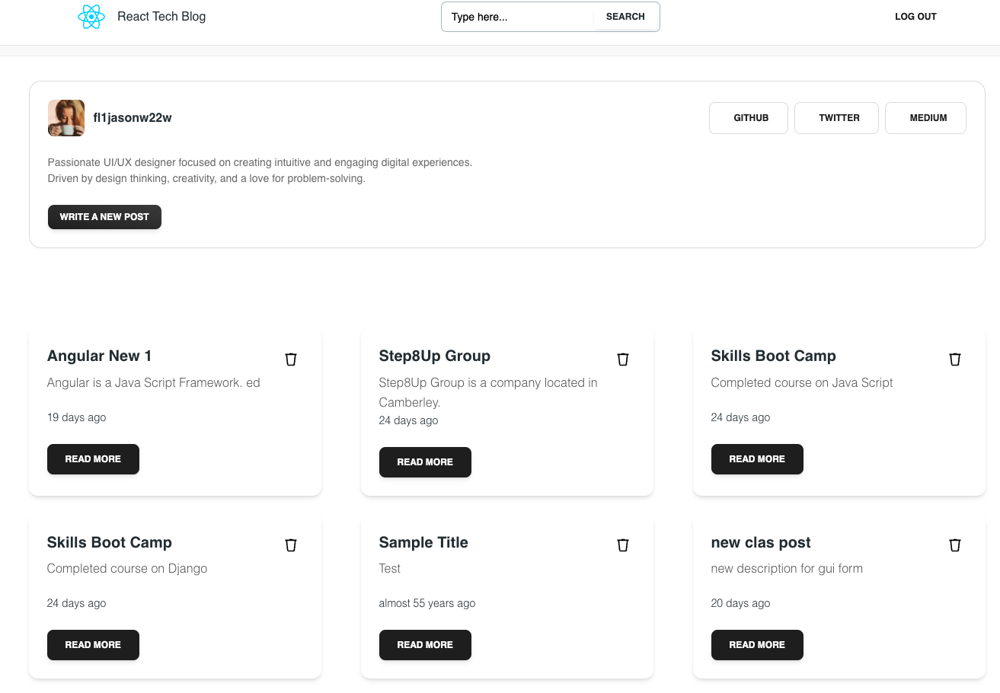 React Tech Blog
Type here...
SEARCH
LOG OUT
fl1jasonw22w
GITHUB
TWITTER
MEDIUM
Passionate UI/UX designer focused on creating intuitive and engaging digital experiences.
Driven by design thinking, creativity, and a love for problem-solving.
WRITE A NEW POST
Angular New 1
Angular is a Java Script Framework. ed
19 days ago
READ MORE
Step8Up Group
Step8Up Group is a company located in
Camberley.
24 days ago
READ MORE
Skills Boot Camp
Completed course on Java Script
24 days ago
READ MORE
Skills Boot Camp
Completed course on Django
24 days ago
READ MORE
Sample Title
Test
almost 55 years ago
READ MORE
new clas post
new description for gui form
20 days ago
READ MORE